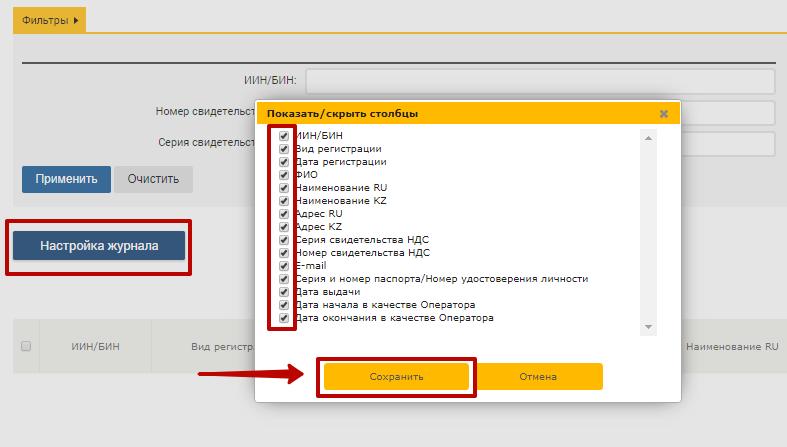 Фильтры
ИИН/БИН:
Номер свидетельств
Серия свидетельств
Применить
Очистить
Настройка журнала
Показать/скрыть столбцы
ИИН/БИН
Вид регистрации
Дата регистрации
ФИО
Наименование RU
Наименование KZ
Адрес RU
Адрес KZ
Серия свидетельства НДС
Номер свидетельства НДС
E-mail
Серия и номер паспорта/Номер удостоверения личности
Дата выдачи
Дата начала в качестве Оператора
Дата окончания в качестве Оператора
Сохранить
Отмена
ИИН/БИН
Вид регистр
Наименование RU